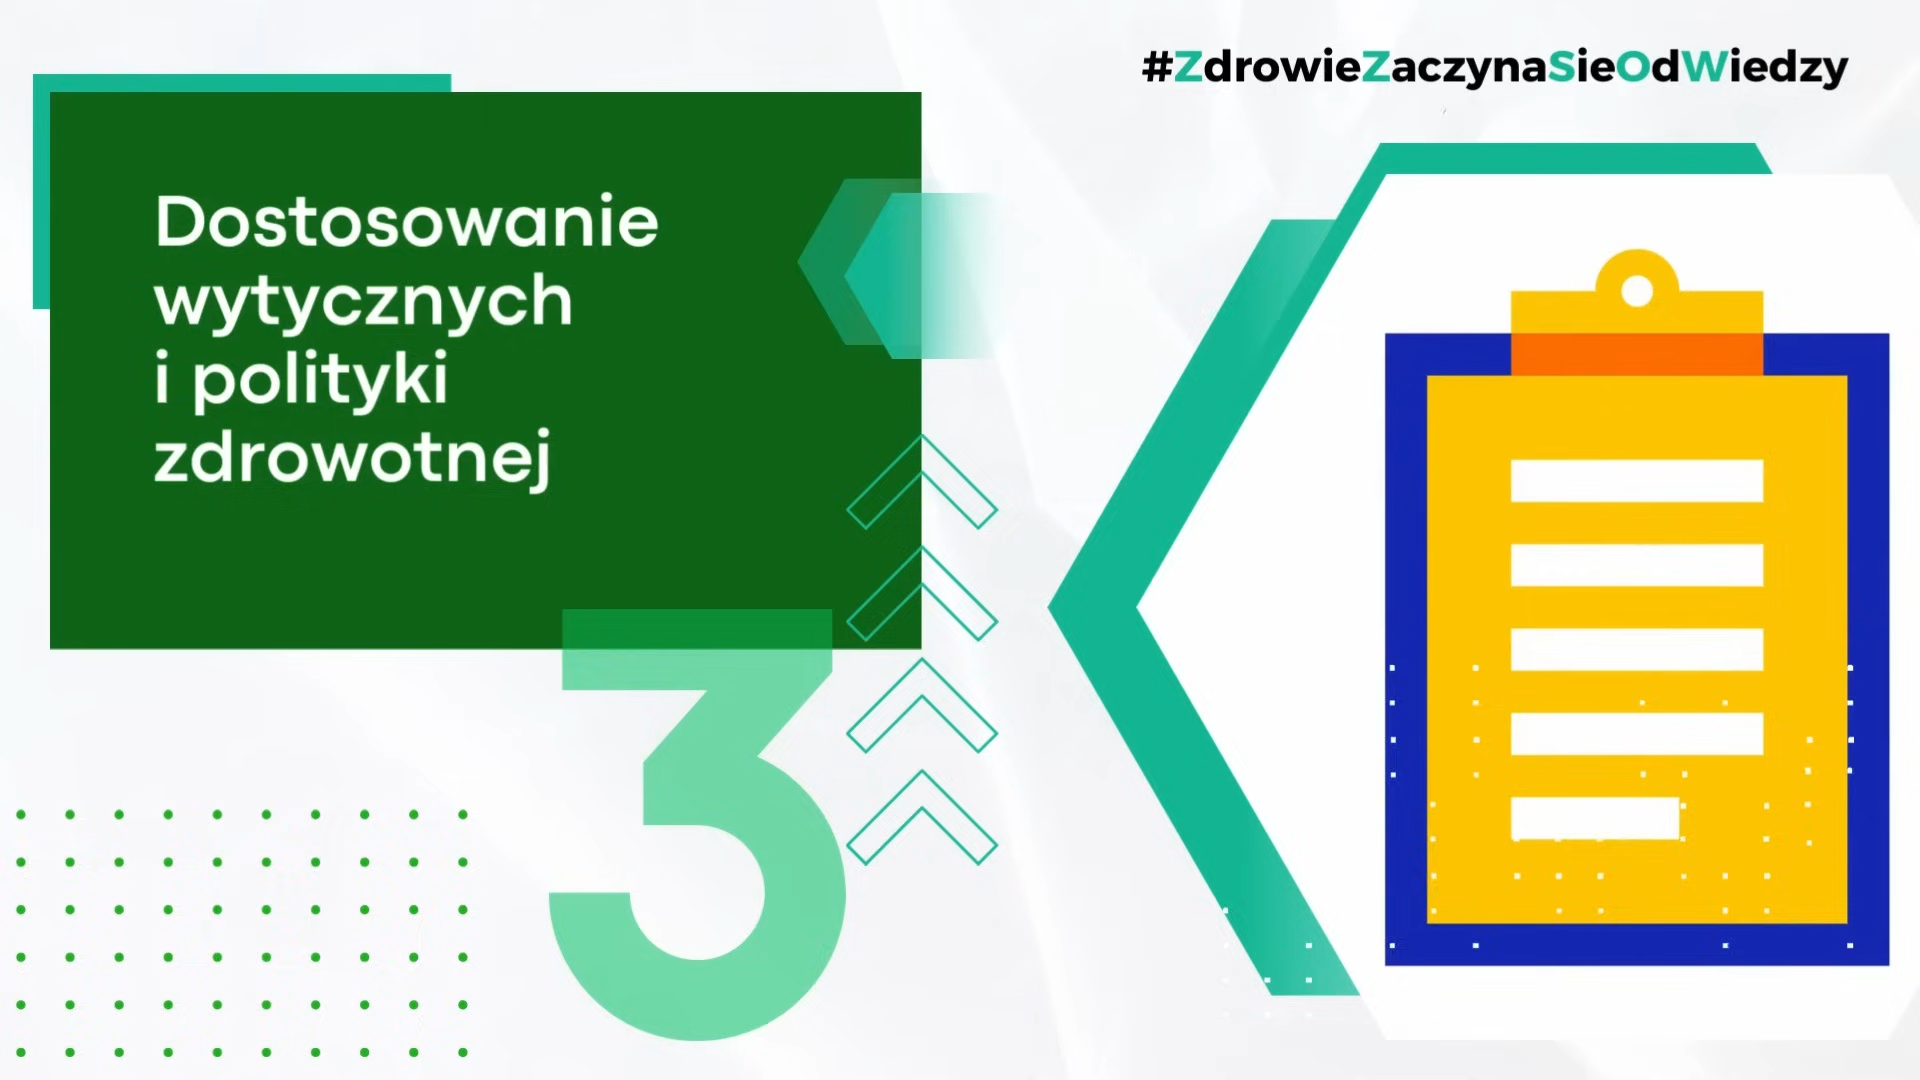 #ZdrowieZaczynaSieOdWiedzy
Dostosowanie
wytycznych
i polityki
zdrowotnej
3